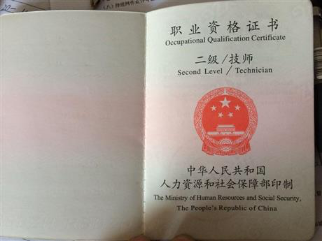 职业资格证书
Occupational Qualification Certificate
二级/技师
Second Level / Technician
中华人民共和国
人力资源和社会保障部印制
The Ministry of Human Resources and Social Security,
The People's Republic of China